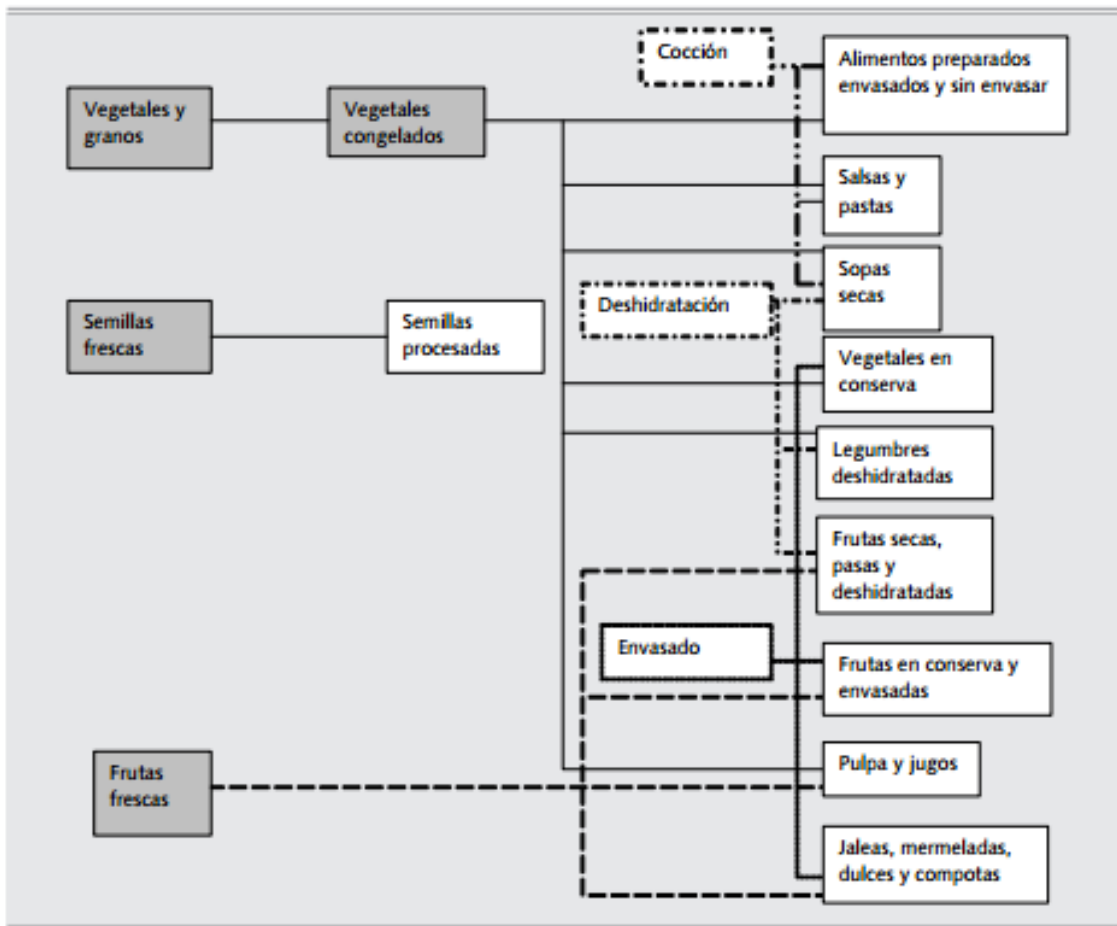 Cocción
Alimentos preparados
envasados y sin envasar
Vegetales y
granos
Vegetales
congelados
Salsas y
pastas
Sopas
secas
Deshidratación
Semillas
frescas
Semillas
procesadas
Vegetales en
conserva
Legumbres
deshidratadas
Frutas secas,
pasas y
deshidratadas
Envasado
Frutas en conserva y
envasadas
Frutas
frescas
Pulpa y jugos
Jaleas, mermeladas,
dulces y compotas